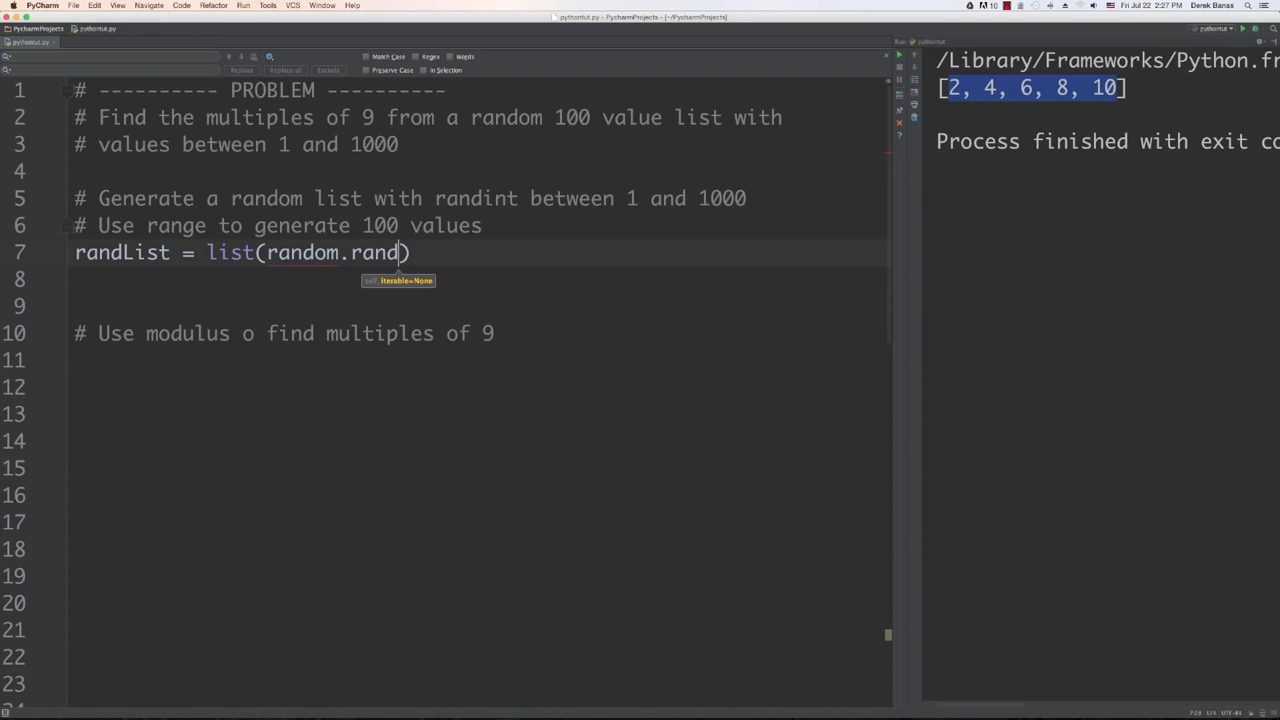 PyCharm File Edit View Navigate Code Refactor Run Tools VCS Window Help 10 Fri Jul 22 2:27 PM Derek Banas
pythontut.py - PycharmProjects - [~/PycharmProjects]
PycharmProjects pythontut.py pythontut
pythontut.py Run pythontut
Match Case Regex Words
Replace Replace all Exclude Preserve Case In Selection
1 # ---------- PROBLEM ----------
2 # Find the multiples of 9 from a random 100 value list with
3 # values between 1 and 1000
4
5 # Generate a random list with randint between 1 and 1000
6 # Use range to generate 100 values
7 randList = list(random.rand)
self, iterable=None
8
9
10 # Use modulus o find multiples of 9
11
12
13
14
15
16
17
18
19
20
21
22
23
/Library/Frameworks/Python.fr
[2, 4, 6, 8, 10]
Process finished with exit co
7:28 LF UTF-8